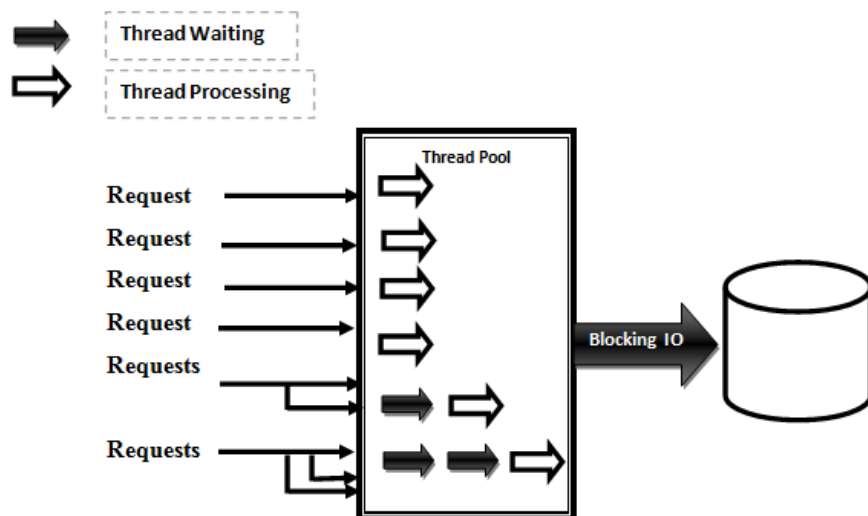 Thread Waiting
Thread Processing
Thread Pool
Request
Request
Request
Request
Requests
Requests
Blocking IO